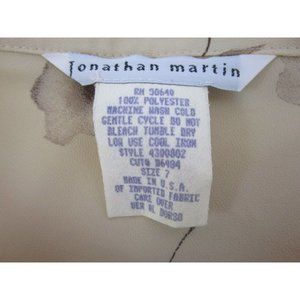 Jonathan martin
RN 58640
100% POLYESTER
MACHINE WASH COLD
GENTLE CYCLE DO NOT
BLEACH TUMBLE DRY
LOW USE COOL IRON
STYLE 4300802
CUT# D6484
SIZE 7
MADE IN U.S.A.
OF IMPORTED FABRIC
CARE OVER
VER AL DORSO